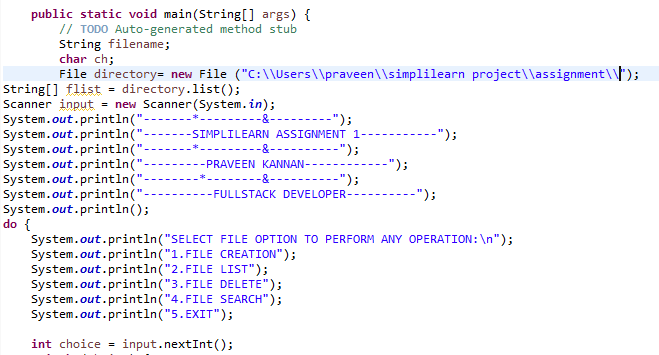 public static void main(String[] args) {
// TODO Auto-generated method stub
String filename;
char ch;
File directory= new File ("C:\\Users\\praveen\\simplilearn project\\assignment\\");
String[] flist = directory.list();
Scanner input = new Scanner(System.in);
System.out.println("-------*---------&---------");
System.out.println("-------SIMPLILEARN ASSIGNMENT 1-----------");
System.out.println("-------*---------&----------");
System.out.println("---------PRAVEEN KANNAN------------");
System.out.println("-------*--------&----------");
System.out.println("----------FULLSTACK DEVELOPER----------");
System.out.println();
do {
System.out.println("SELECT FILE OPTION TO PERFORM ANY OPERATION:\n");
System.out.println("1.FILE CREATION");
System.out.println("2.FILE LIST");
System.out.println("3.FILE DELETE");
System.out.println("4.FILE SEARCH");
System.out.println("5.EXIT");
int choice = input.nextInt();